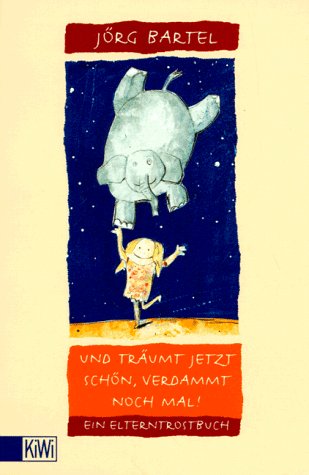 JÖRG BARTEL
UND TRÄUMT JETZT
SCHÖN, VERDAMMT
NOCH MAL!
EIN ELTERNTROSTBUCH
KiWi